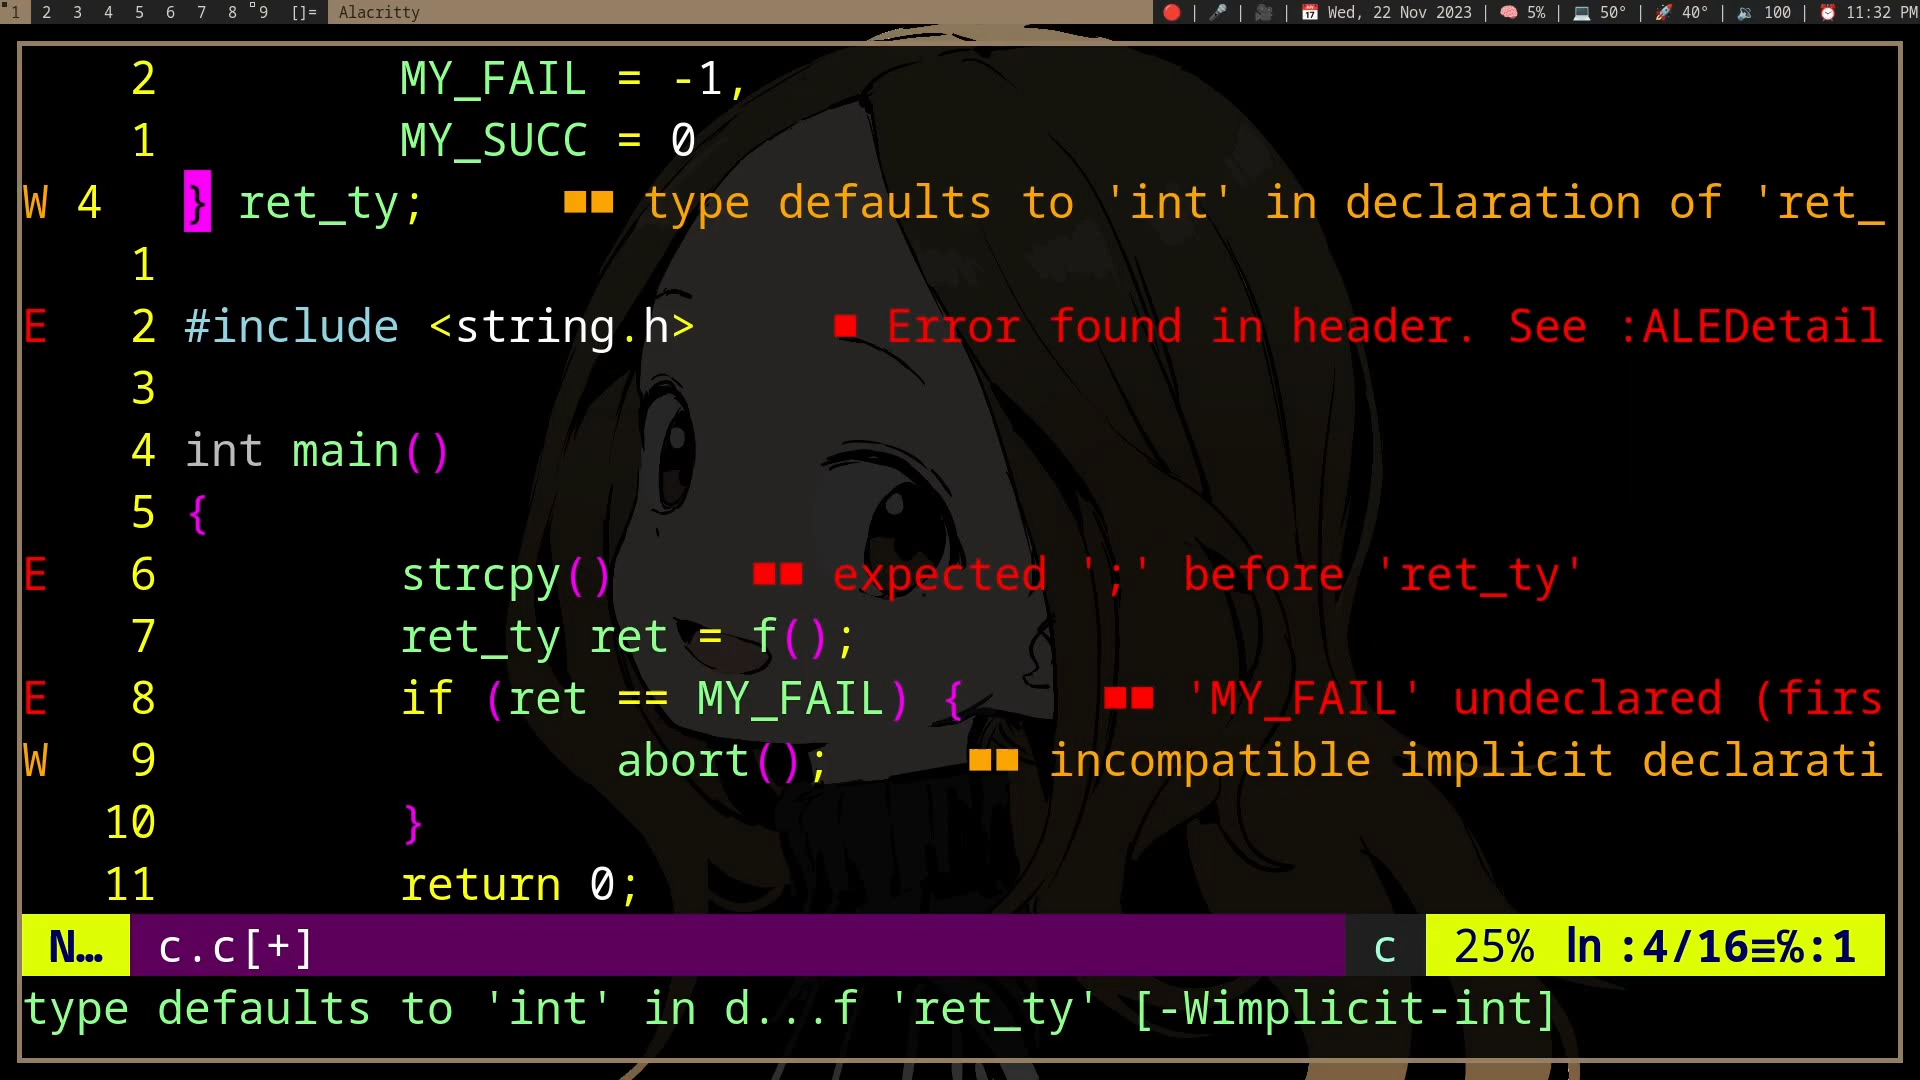 1 2 3 4 5 6 7 8 9 []= Alacritty 🔴 | 🎤 | 🎥 | 📅 Wed, 22 Nov 2023 | 🧠 5% | 💻 50° | 🚀 40° | 🔉 100 | ⏰ 11:32 PM
2 MY_FAIL = -1,
1 MY_SUCC = 0
W 4 } ret_ty; ■■ type defaults to 'int' in declaration of 'ret_
1
E 2 #include <string.h> ■ Error found in header. See :ALEDetail
3
4 int main()
5 {
E 6 strcpy() ■■ expected ';' before 'ret_ty'
7 ret_ty ret = f();
E 8 if (ret == MY_FAIL) { ■■ 'MY_FAIL' undeclared (firs
W 9 abort(); ■■ incompatible implicit declarati
10 }
11 return 0;
N… c.c[+] c 25% ln :4/16≡℅:1
type defaults to 'int' in d...f 'ret_ty' [-Wimplicit-int]